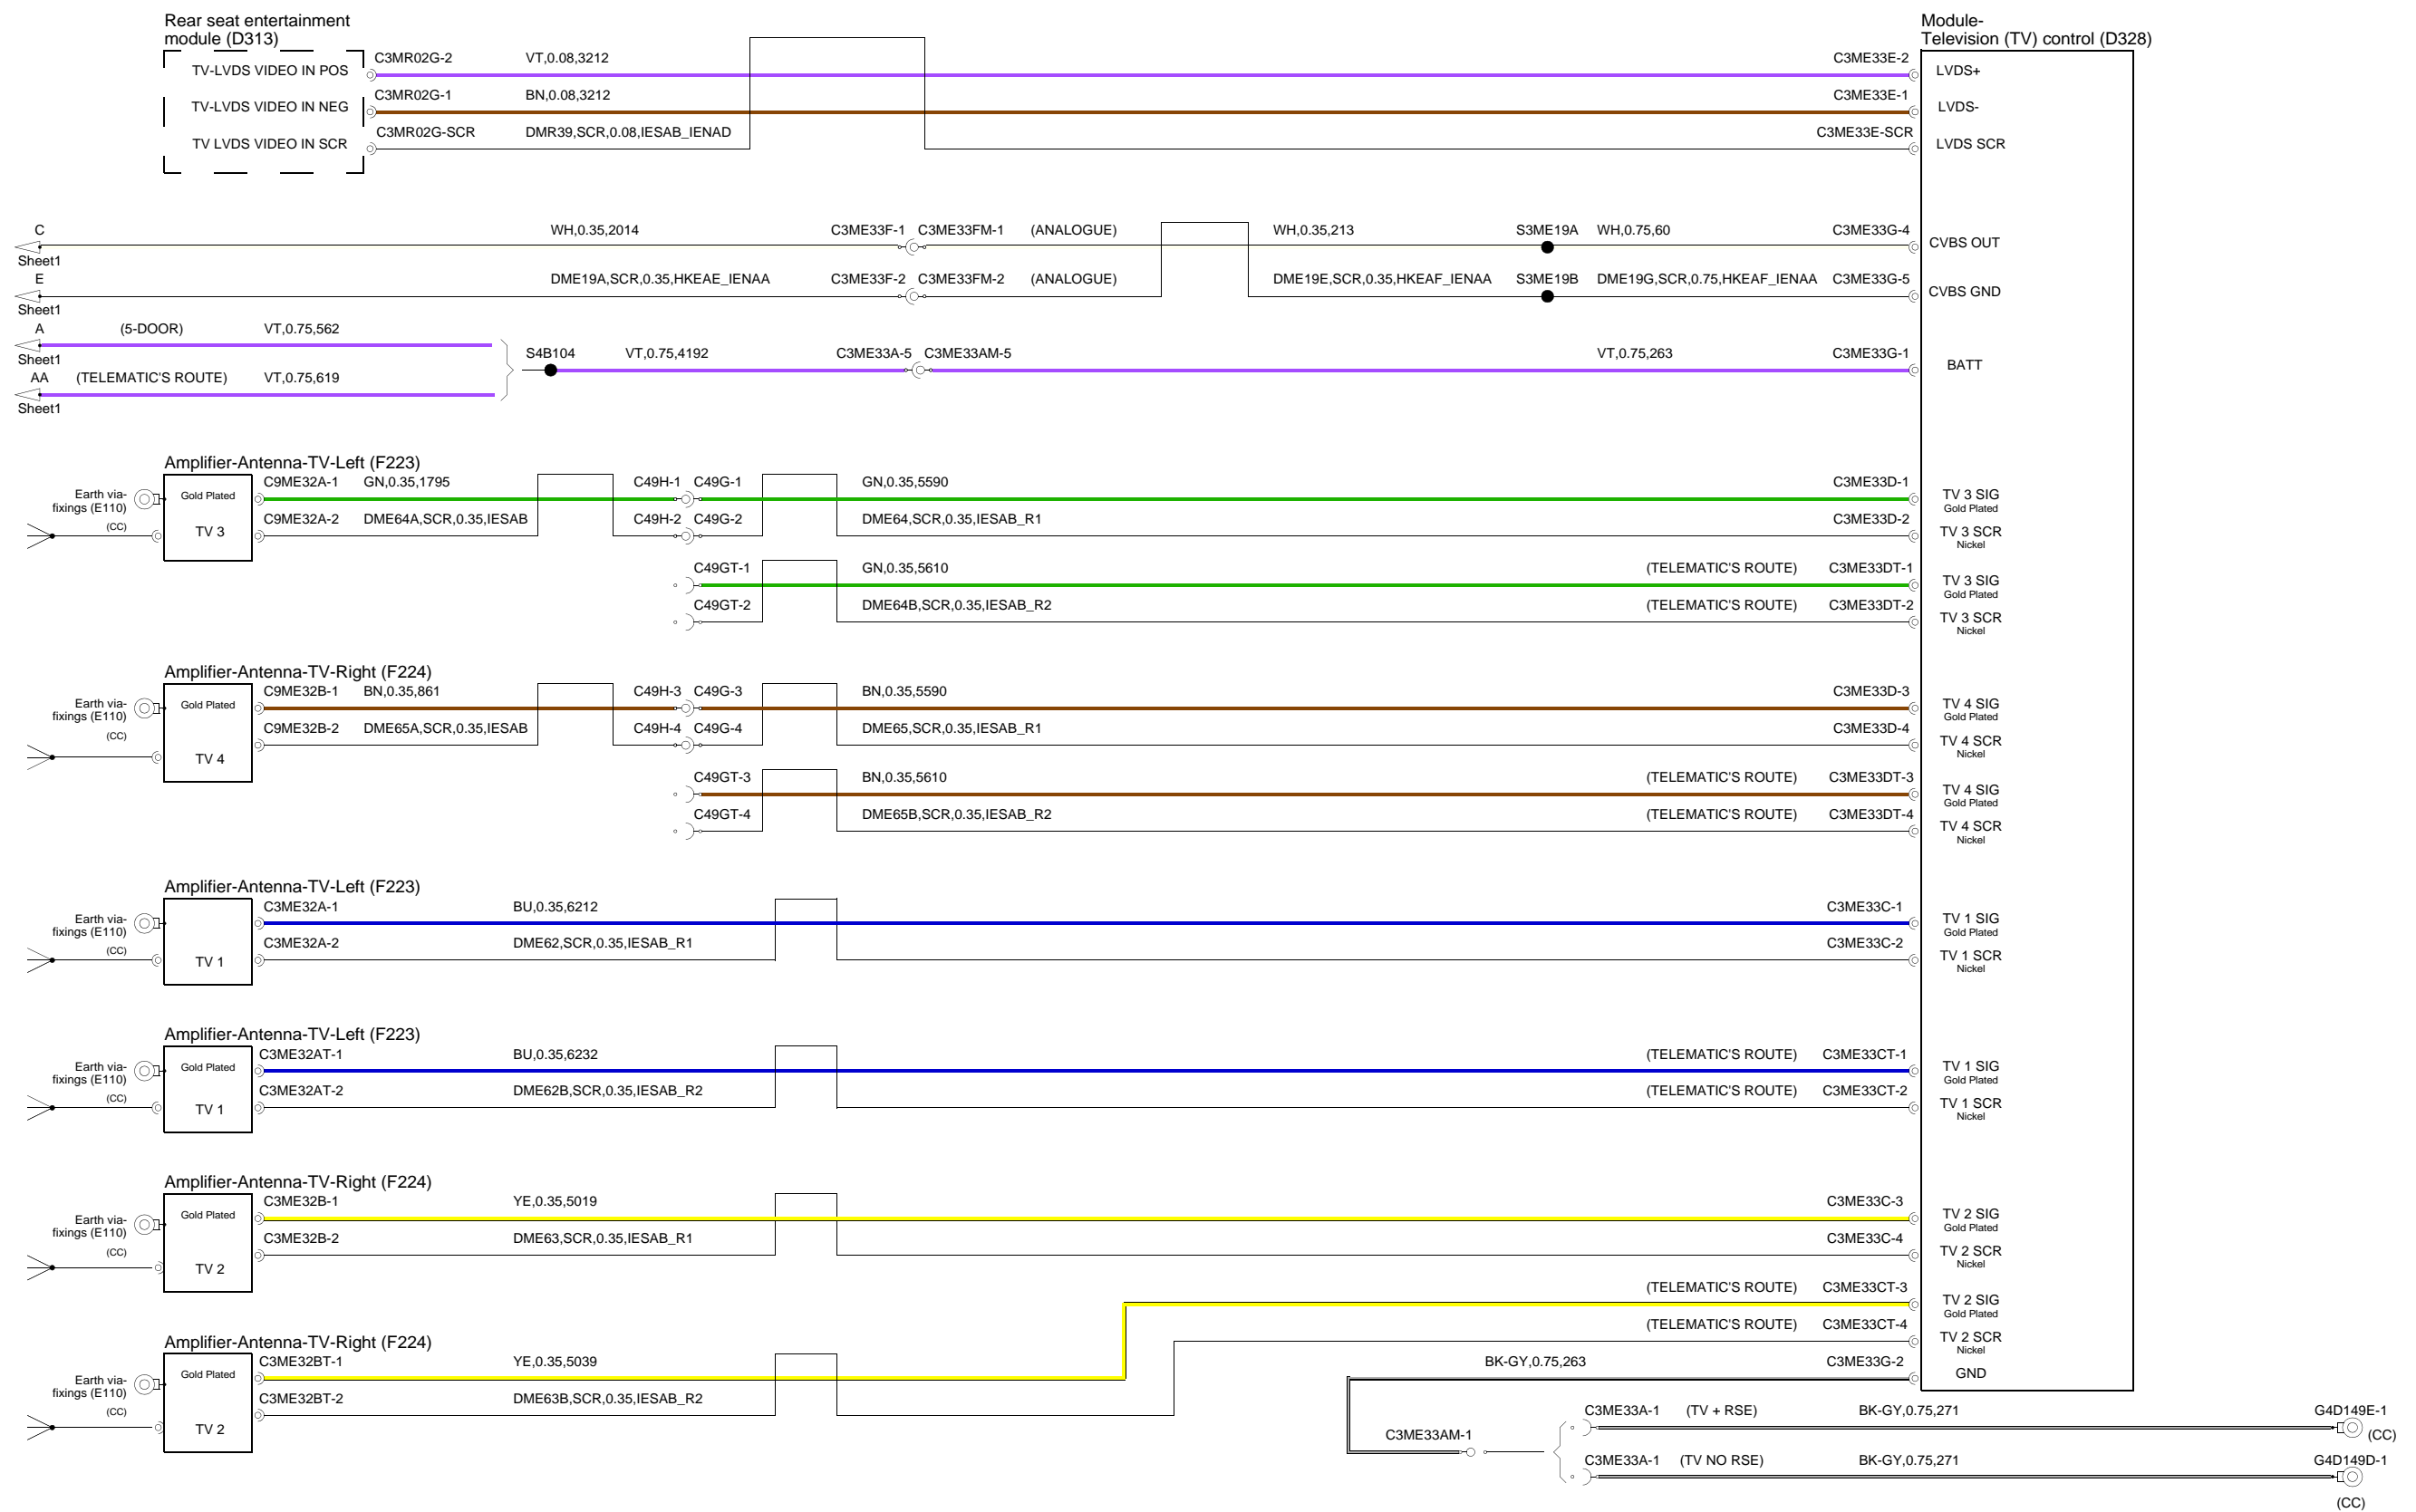 Rear seat entertainment
module (D313)
Module-
Television (TV) control (D328)
TV-LVDS VIDEO IN POS
C3MR02G-2
VT,0.08,3212
C3ME33E-2
LVDS+
TV-LVDS VIDEO IN NEG
C3MR02G-1
BN,0.08,3212
C3ME33E-1
LVDS-
TV LVDS VIDEO IN SCR
C3MR02G-SCR
DMR39,SCR,0.08,IESAB_IENAD
C3ME33E-SCR
LVDS SCR
C
Sheet1
WH,0.35,2014
C3ME33F-1 C3ME33FM-1 (ANALOGUE)
WH,0.35,213
S3ME19A WH,0.75,60
C3ME33G-4
CVBS OUT
E
Sheet1
DME19A,SCR,0.35,HKEAE_IENAA
C3ME33F-2 C3ME33FM-2 (ANALOGUE)
DME19E,SCR,0.35,HKEAF_IENAA
S3ME19B DME19G,SCR,0.75,HKEAF_IENAA
C3ME33G-5
CVBS GND
A
Sheet1
(5-DOOR)
VT,0.75,562
S4B104
VT,0.75,4192
C3ME33A-5 C3ME33AM-5
VT,0.75,263
C3ME33G-1
BATT
AA
Sheet1
(TELEMATIC'S ROUTE)
VT,0.75,619
Amplifier-Antenna-TV-Left (F223)
Earth via-
fixings (E110)
(CC)
Gold Plated
TV 3
C9ME32A-1 GN,0.35,1795
C49H-1 C49G-1
GN,0.35,5590
C3ME33D-1
TV 3 SIG
Gold Plated
C9ME32A-2 DME64A,SCR,0.35,IESAB
C49H-2 C49G-2
DME64,SCR,0.35,IESAB_R1
C3ME33D-2
TV 3 SCR
Nickel
C49GT-1
GN,0.35,5610
(TELEMATIC'S ROUTE) C3ME33DT-1
TV 3 SIG
Gold Plated
C49GT-2
DME64B,SCR,0.35,IESAB_R2
(TELEMATIC'S ROUTE) C3ME33DT-2
TV 3 SCR
Nickel
Amplifier-Antenna-TV-Right (F224)
Earth via-
fixings (E110)
(CC)
Gold Plated
TV 4
C9ME32B-1 BN,0.35,861
C49H-3 C49G-3
BN,0.35,5590
C3ME33D-3
TV 4 SIG
Gold Plated
C9ME32B-2 DME65A,SCR,0.35,IESAB
C49H-4 C49G-4
DME65,SCR,0.35,IESAB_R1
C3ME33D-4
TV 4 SCR
Nickel
C49GT-3
BN,0.35,5610
(TELEMATIC'S ROUTE) C3ME33DT-3
TV 4 SIG
Gold Plated
C49GT-4
DME65B,SCR,0.35,IESAB_R2
(TELEMATIC'S ROUTE) C3ME33DT-4
TV 4 SCR
Nickel
Amplifier-Antenna-TV-Left (F223)
Earth via-
fixings (E110)
(CC)
TV 1
C3ME32A-1
BU,0.35,6212
C3ME33C-1
TV 1 SIG
Gold Plated
C3ME32A-2
DME62,SCR,0.35,IESAB_R1
C3ME33C-2
TV 1 SCR
Nickel
Amplifier-Antenna-TV-Left (F223)
Earth via-
fixings (E110)
(CC)
Gold Plated
TV 1
C3ME32AT-1
BU,0.35,6232
(TELEMATIC'S ROUTE) C3ME33CT-1
TV 1 SIG
Gold Plated
C3ME32AT-2
DME62B,SCR,0.35,IESAB_R2
(TELEMATIC'S ROUTE) C3ME33CT-2
TV 1 SCR
Nickel
Amplifier-Antenna-TV-Right (F224)
Earth via-
fixings (E110)
(CC)
Gold Plated
TV 2
C3ME32B-1
YE,0.35,5019
C3ME33C-3
TV 2 SIG
Gold Plated
C3ME32B-2
DME63,SCR,0.35,IESAB_R1
C3ME33C-4
TV 2 SCR
Nickel
(TELEMATIC'S ROUTE) C3ME33CT-3
TV 2 SIG
Gold Plated
(TELEMATIC'S ROUTE) C3ME33CT-4
TV 2 SCR
Nickel
Amplifier-Antenna-TV-Right (F224)
Earth via-
fixings (E110)
(CC)
Gold Plated
TV 2
C3ME32BT-1
YE,0.35,5039
C3ME32BT-2
DME63B,SCR,0.35,IESAB_R2
BK-GY,0.75,263
C3ME33G-2
GND
C3ME33AM-1
C3ME33A-1 (TV + RSE)
BK-GY,0.75,271
G4D149E-1
(CC)
C3ME33A-1 (TV NO RSE)
BK-GY,0.75,271
G4D149D-1
(CC)